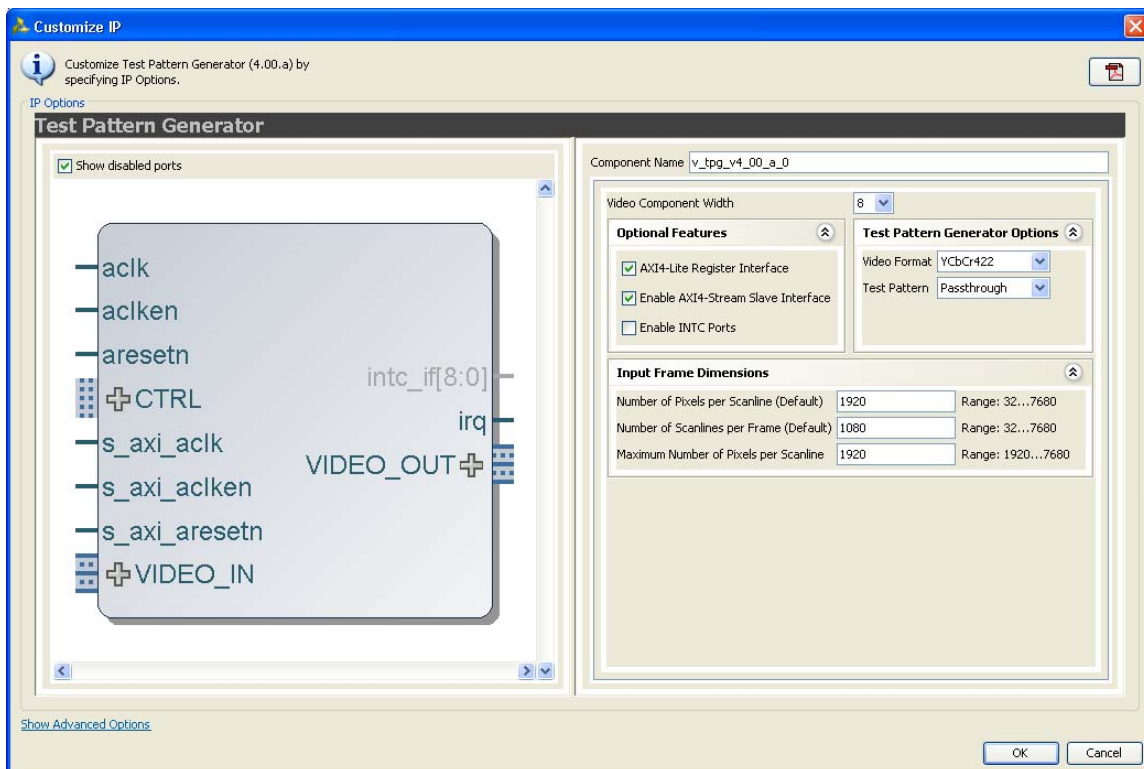 Customize IP
Customize Test Pattern Generator (4.00.a) by
specifying IP Options.
IP Options
Test Pattern Generator
Show disabled ports
aclk
aclken
aresetn
CTRL
s_axi_aclk
s_axi_aclken
s_axi_aresetn
VIDEO_IN
intc_if[8:0]
irq
VIDEO_OUT
Component Name v_tpg_v4_00_a_0
Video Component Width 8
Optional Features
AXI4-Lite Register Interface
Enable AXI4-Stream Slave Interface
Enable INTC Ports
Test Pattern Generator Options
Video Format YCbCr422
Test Pattern Passthrough
Input Frame Dimensions
Number of Pixels per Scanline (Default) 1920 Range: 32...7680
Number of Scanlines per Frame (Default) 1080 Range: 32...7680
Maximum Number of Pixels per Scanline 1920 Range: 1920...7680
Show Advanced Options
OK Cancel